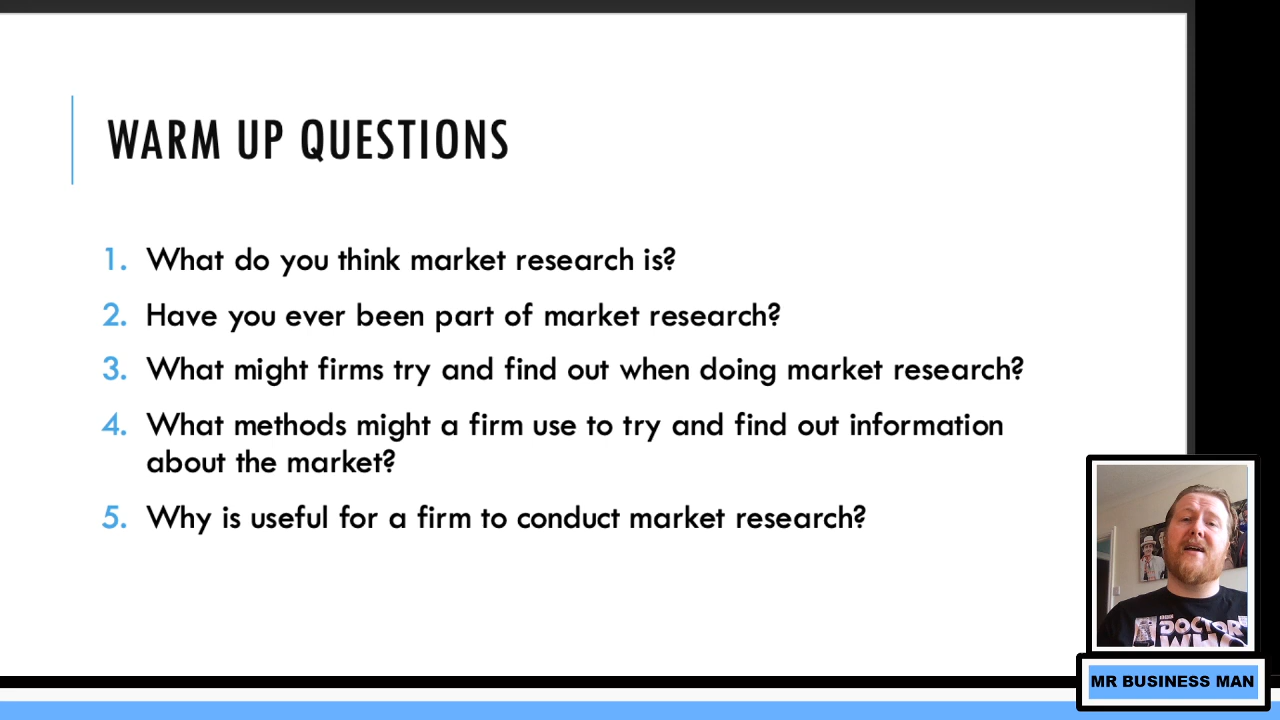 WARM UP QUESTIONS
1. What do you think market research is?
2. Have you ever been part of market research?
3. What might firms try and find out when doing market research?
4. What methods might a firm use to try and find out information
about the market?
5. Why is useful for a firm to conduct market research?
BBC
DOCTOR
WHO
MR BUSINESS MAN